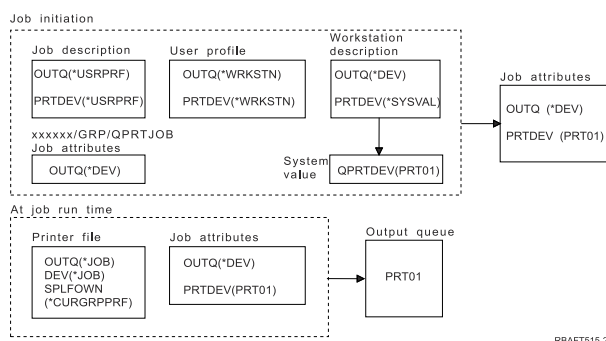 Job initiation
Job description
OUTQ(*USRPRF)
PRTDEV(*USRPRF)
User profile
OUTQ(*WRKSTN)
PRTDEV(*WRKSTN)
Workstation
description
OUTQ(*DEV)
PRTDEV(*SYSVAL)
xxxxxx/GRP/QPRTJOB
Job attributes
OUTQ(*DEV)
System
value
QPRTDEV(PRT01)
Job attributes
OUTQ (*DEV)
PRTDEV (PRT01)
At job run time
Printer file
OUTQ(*JOB)
DEV(*JOB)
SPLFOWN
(*CURGRPPRF)
Job attributes
OUTQ(*DEV)
PRTDEV(PRT01)
Output queue
PRT01